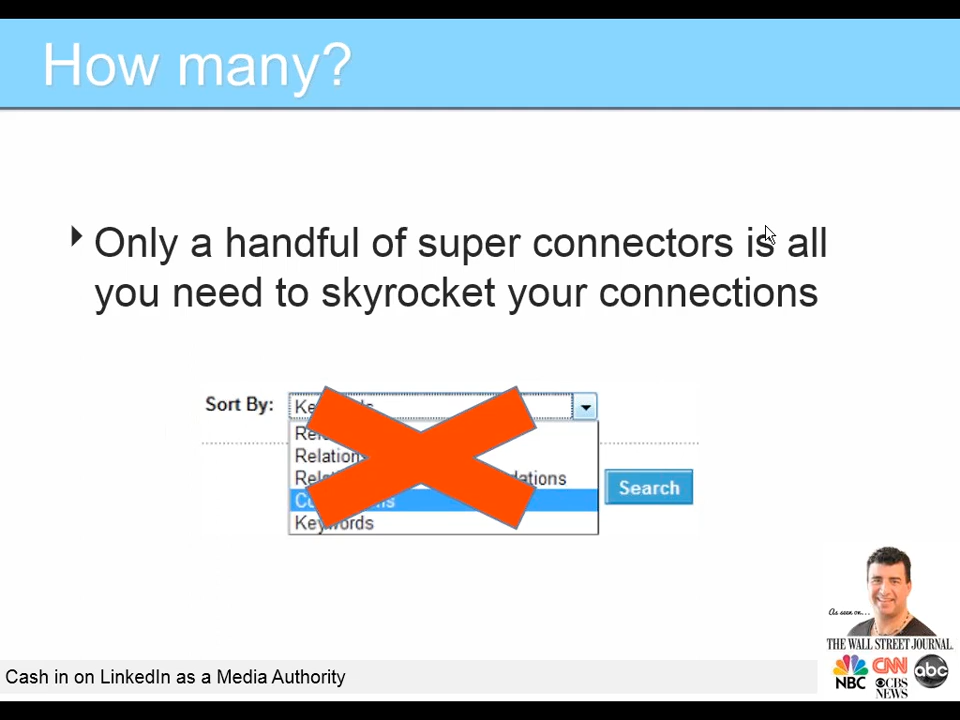 How many?
Only a handful of super connectors is all
you need to skyrocket your connections
Sort By:
Keywords
Search
As seen on...
THE WALL STREET JOURNAL.
NBC
CNN
CBS
NEWS
abc
Cash in on LinkedIn as a Media Authority